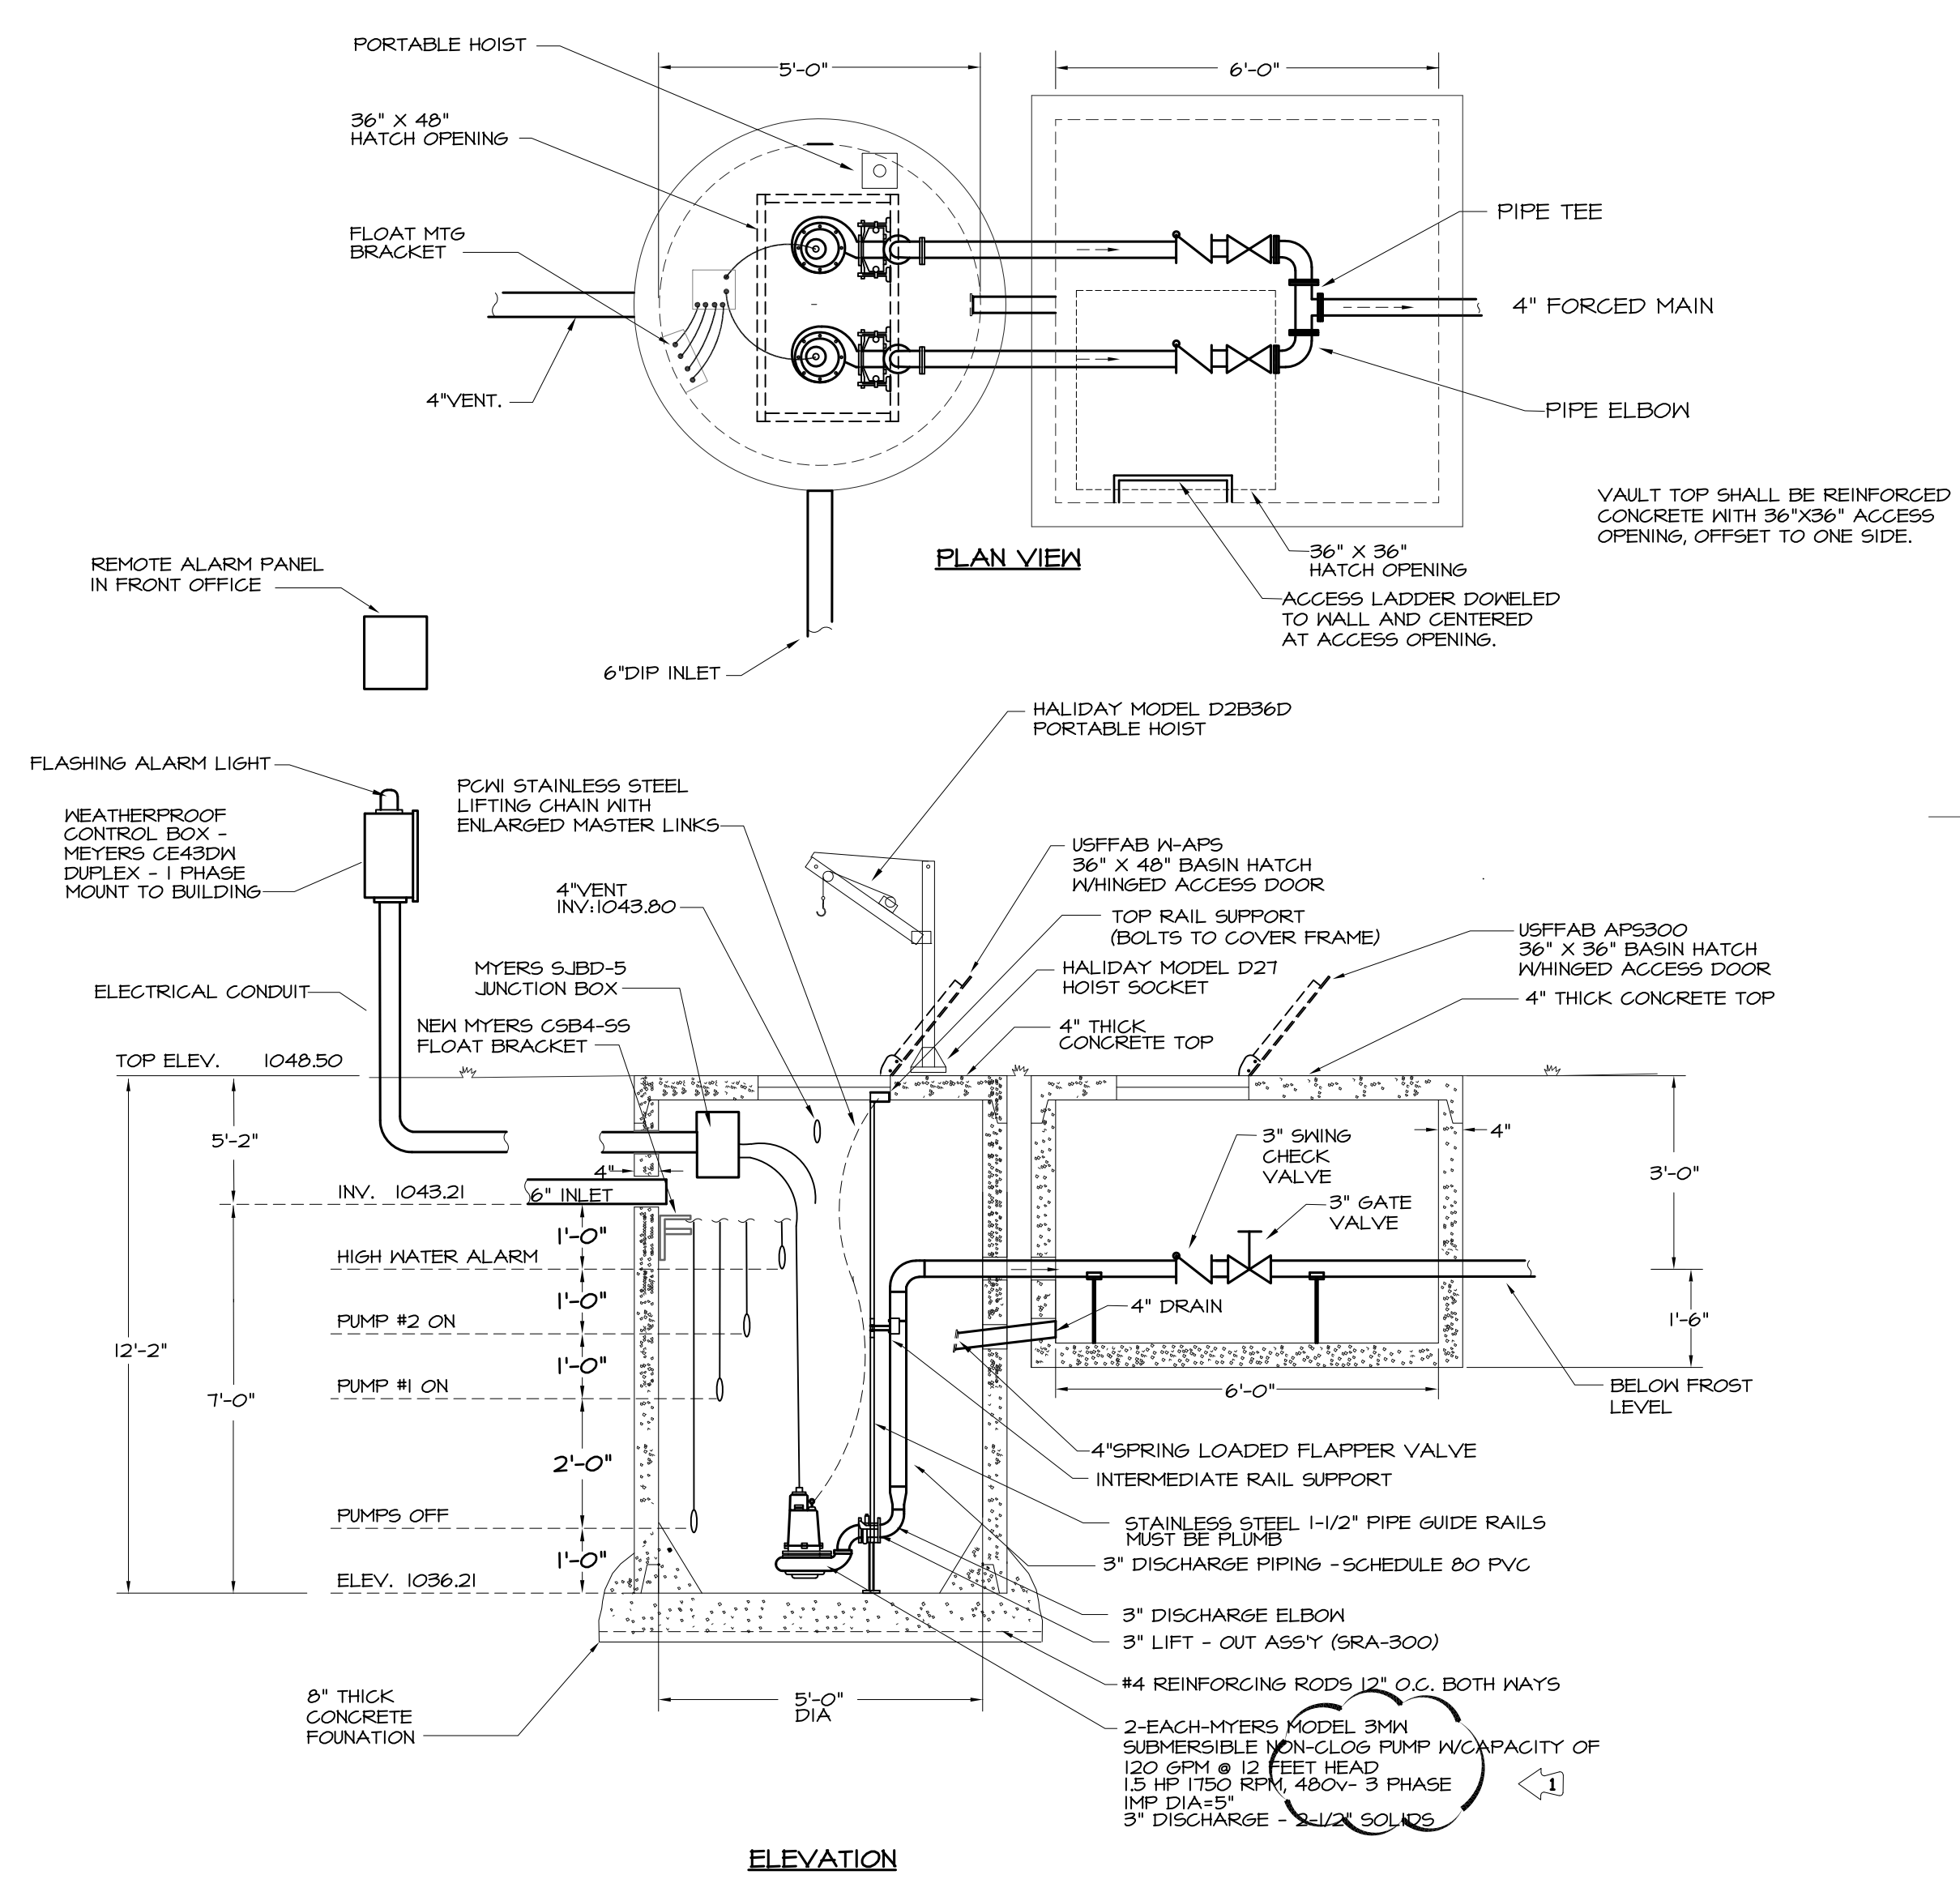 PORTABLE HOIST
5'-0"
6'-0"
36" X 48"
HATCH OPENING
FLOAT MTG
BRACKET
PIPE TEE
4" FORCED MAIN
4"VENT.
PIPE ELBOW
VAULT TOP SHALL BE REINFORCED
CONCRETE WITH 36"X36" ACCESS
OPENING, OFFSET TO ONE SIDE.
PLAN VIEW
36" X 36"
HATCH OPENING
REMOTE ALARM PANEL
IN FRONT OFFICE
ACCESS LADDER DOWELED
TO WALL AND CENTERED
AT ACCESS OPENING.
6"DIP INLET
HALIDAY MODEL D2B36D
PORTABLE HOIST
FLASHING ALARM LIGHT
PCWI STAINLESS STEEL
LIFTING CHAIN WITH
ENLARGED MASTER LINKS
WEATHERPROOF
CONTROL BOX -
MEYERS CE43DW
DUPLEX - 1 PHASE
MOUNT TO BUILDING
USFFAB W-APS
36" X 48" BASIN HATCH
W/HINGED ACCESS DOOR
4"VENT
INV:1043.80
TOP RAIL SUPPORT
(BOLTS TO COVER FRAME)
USFFAB APS300
36" X 36" BASIN HATCH
W/HINGED ACCESS DOOR
MYERS SJBD-5
JUNCTION BOX
HALIDAY MODEL D27
HOIST SOCKET
ELECTRICAL CONDUIT
4" THICK CONCRETE TOP
NEW MYERS CSB4-SS
FLOAT BRACKET
4" THICK
CONCRETE TOP
TOP ELEV. 1048.50
5'-2"
3" SWING
CHECK
VALVE
4"
4"
3'-0"
INV. 1043.21
6" INLET
3" GATE
VALVE
1'-0"
HIGH WATER ALARM
1'-0"
4" DRAIN
1'-6"
PUMP #2 ON
12'-2"
1'-0"
PUMP #1 ON
7'-0"
6'-0"
BELOW FROST
LEVEL
2'-0"
4"SPRING LOADED FLAPPER VALVE
INTERMEDIATE RAIL SUPPORT
PUMPS OFF
STAINLESS STEEL 1-1/2" PIPE GUIDE RAILS
MUST BE PLUMB
1'-0"
3" DISCHARGE PIPING - SCHEDULE 80 PVC
ELEV. 1036.21
3" DISCHARGE ELBOW
3" LIFT - OUT ASS'Y (SRA-300)
#4 REINFORCING RODS 12" O.C. BOTH WAYS
8" THICK
CONCRETE
FOUNATION
5'-0"
DIA
2-EACH-MYERS MODEL 3MW
SUBMERSIBLE NON-CLOG PUMP W/CAPACITY OF
120 GPM @ 12 FEET HEAD
1.5 HP 1750 RPM, 480v- 3 PHASE
IMP DIA=5"
3" DISCHARGE - 2-1/2" SOLIDS
1
ELEVATION